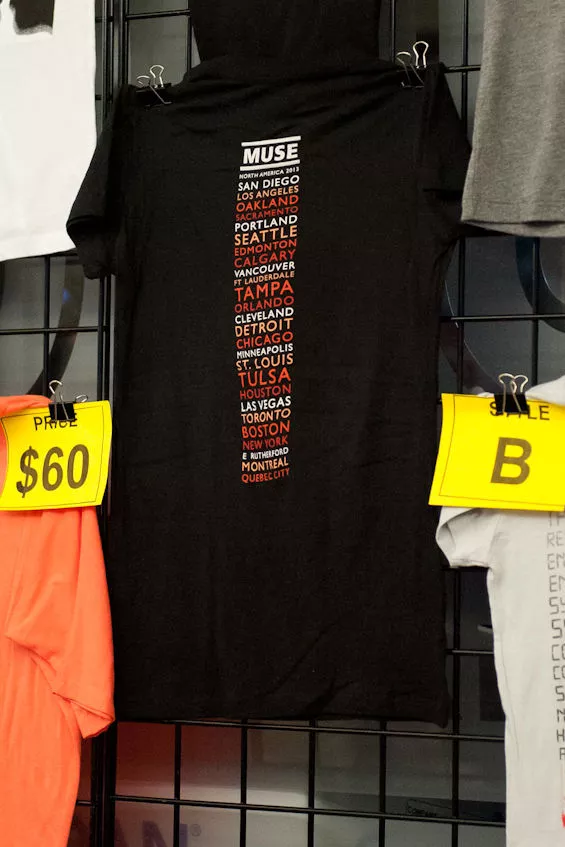 MUSE
NORTH AMERICA 2013
SAN DIEGO
LOS ANGELES
OAKLAND
SACRAMENTO
PORTLAND
SEATTLE
EDMONTON
CALGARY
VANCOUVER
FT LAUDERDALE
TAMPA
ORLANDO
CLEVELAND
DETROIT
CHICAGO
MINNEAPOLIS
ST. LOUIS
TULSA
HOUSTON
LAS VEGAS
TORONTO
BOSTON
NEW YORK
E RUTHERFORD
MONTREAL
QUEBEC CITY
PRICE
$60
STYLE
B